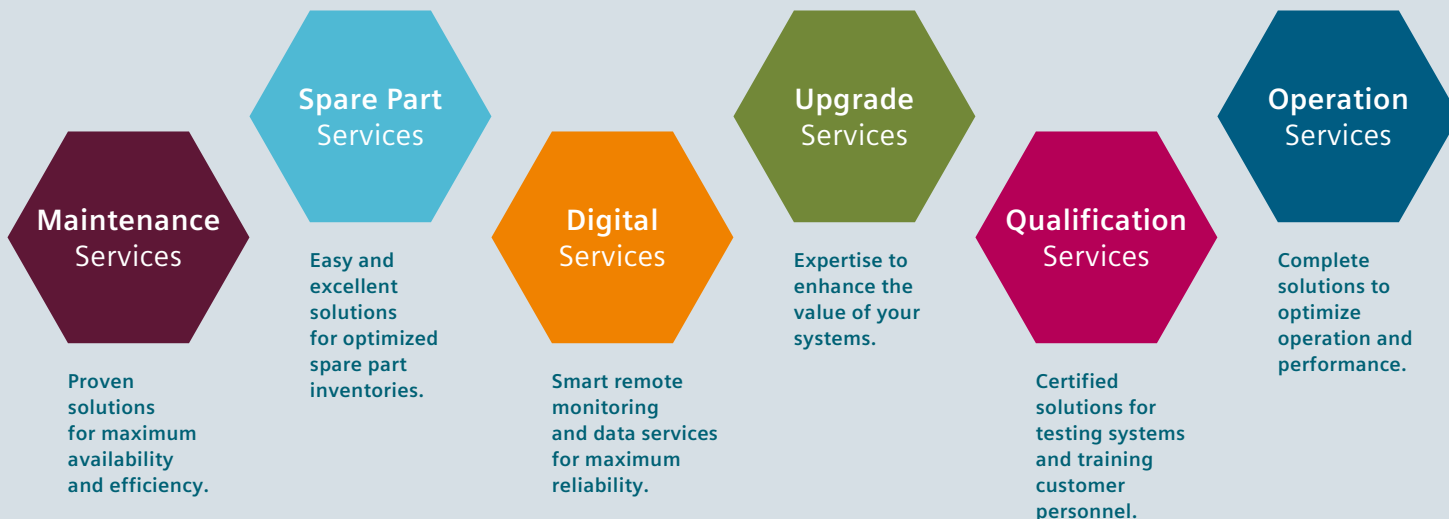 Maintenance
Services
Proven
solutions
for maximum
availability
and efficiency.
Spare Part
Services
Easy and
excellent
solutions
for optimized
spare part
inventories.
Digital
Services
Smart remote
monitoring
and data services
for maximum
reliability.
Upgrade
Services
Expertise to
enhance the
value of your
systems.
Qualification
Services
Certified
solutions for
testing systems
and training
customer
personnel.
Operation
Services
Complete
solutions to
optimize
operation and
performance.